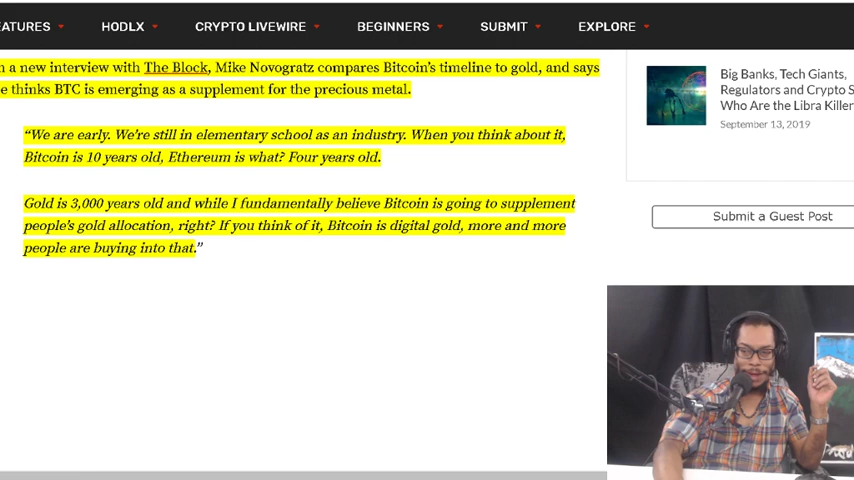 EATURES HODLX CRYPTO LIVEWIRE BEGINNERS SUBMIT EXPLORE
n a new interview with The Block, Mike Novogratz compares Bitcoin's timeline to gold, and says
e thinks BTC is emerging as a supplement for the precious metal.
“We are early. We're still in elementary school as an industry. When you think about it,
Bitcoin is 10 years old, Ethereum is what? Four years old.
Gold is 3,000 years old and while I fundamentally believe Bitcoin is going to supplement
people's gold allocation, right? If you think of it, Bitcoin is digital gold, more and more
people are buying into that.”
Big Banks, Tech Giants,
Regulators and Crypto S
Who Are the Libra Killer
September 13, 2019
Submit a Guest Post